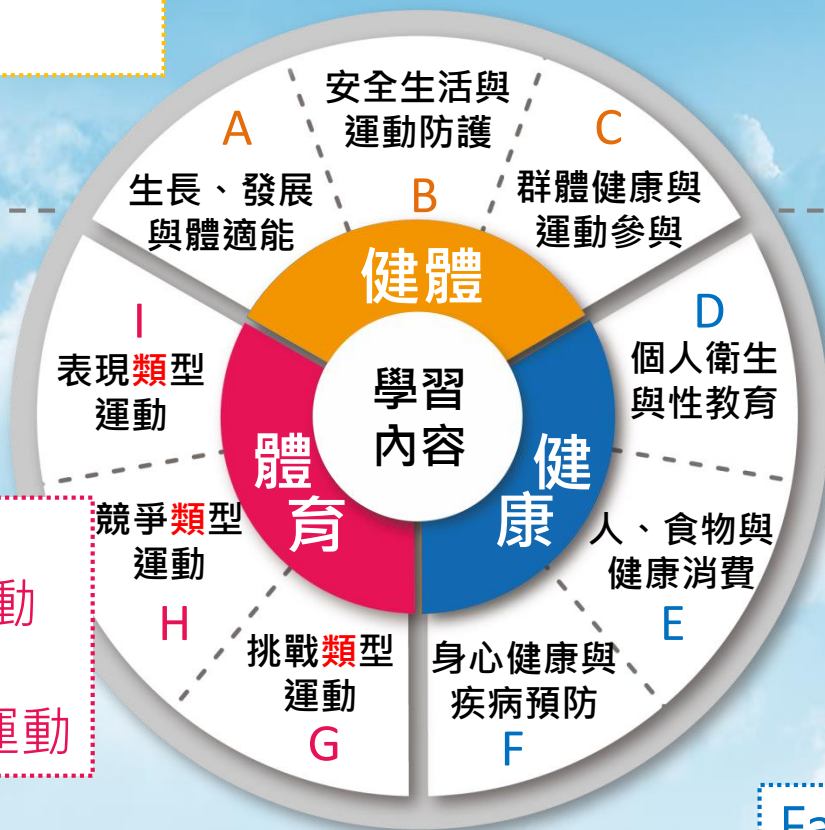 A
生長、發展
與體適能
安全生活與
運動防護
B
C
群體健康與
運動參與
健體
D
個人衛生
與性教育
I
表現類型
運動
學習
內容
體育
健康
競爭類型
運動
H
人、食物與
健康消費
E
挑戰類型
運動
G
身心健康與
疾病預防
F
動
運動
Ea